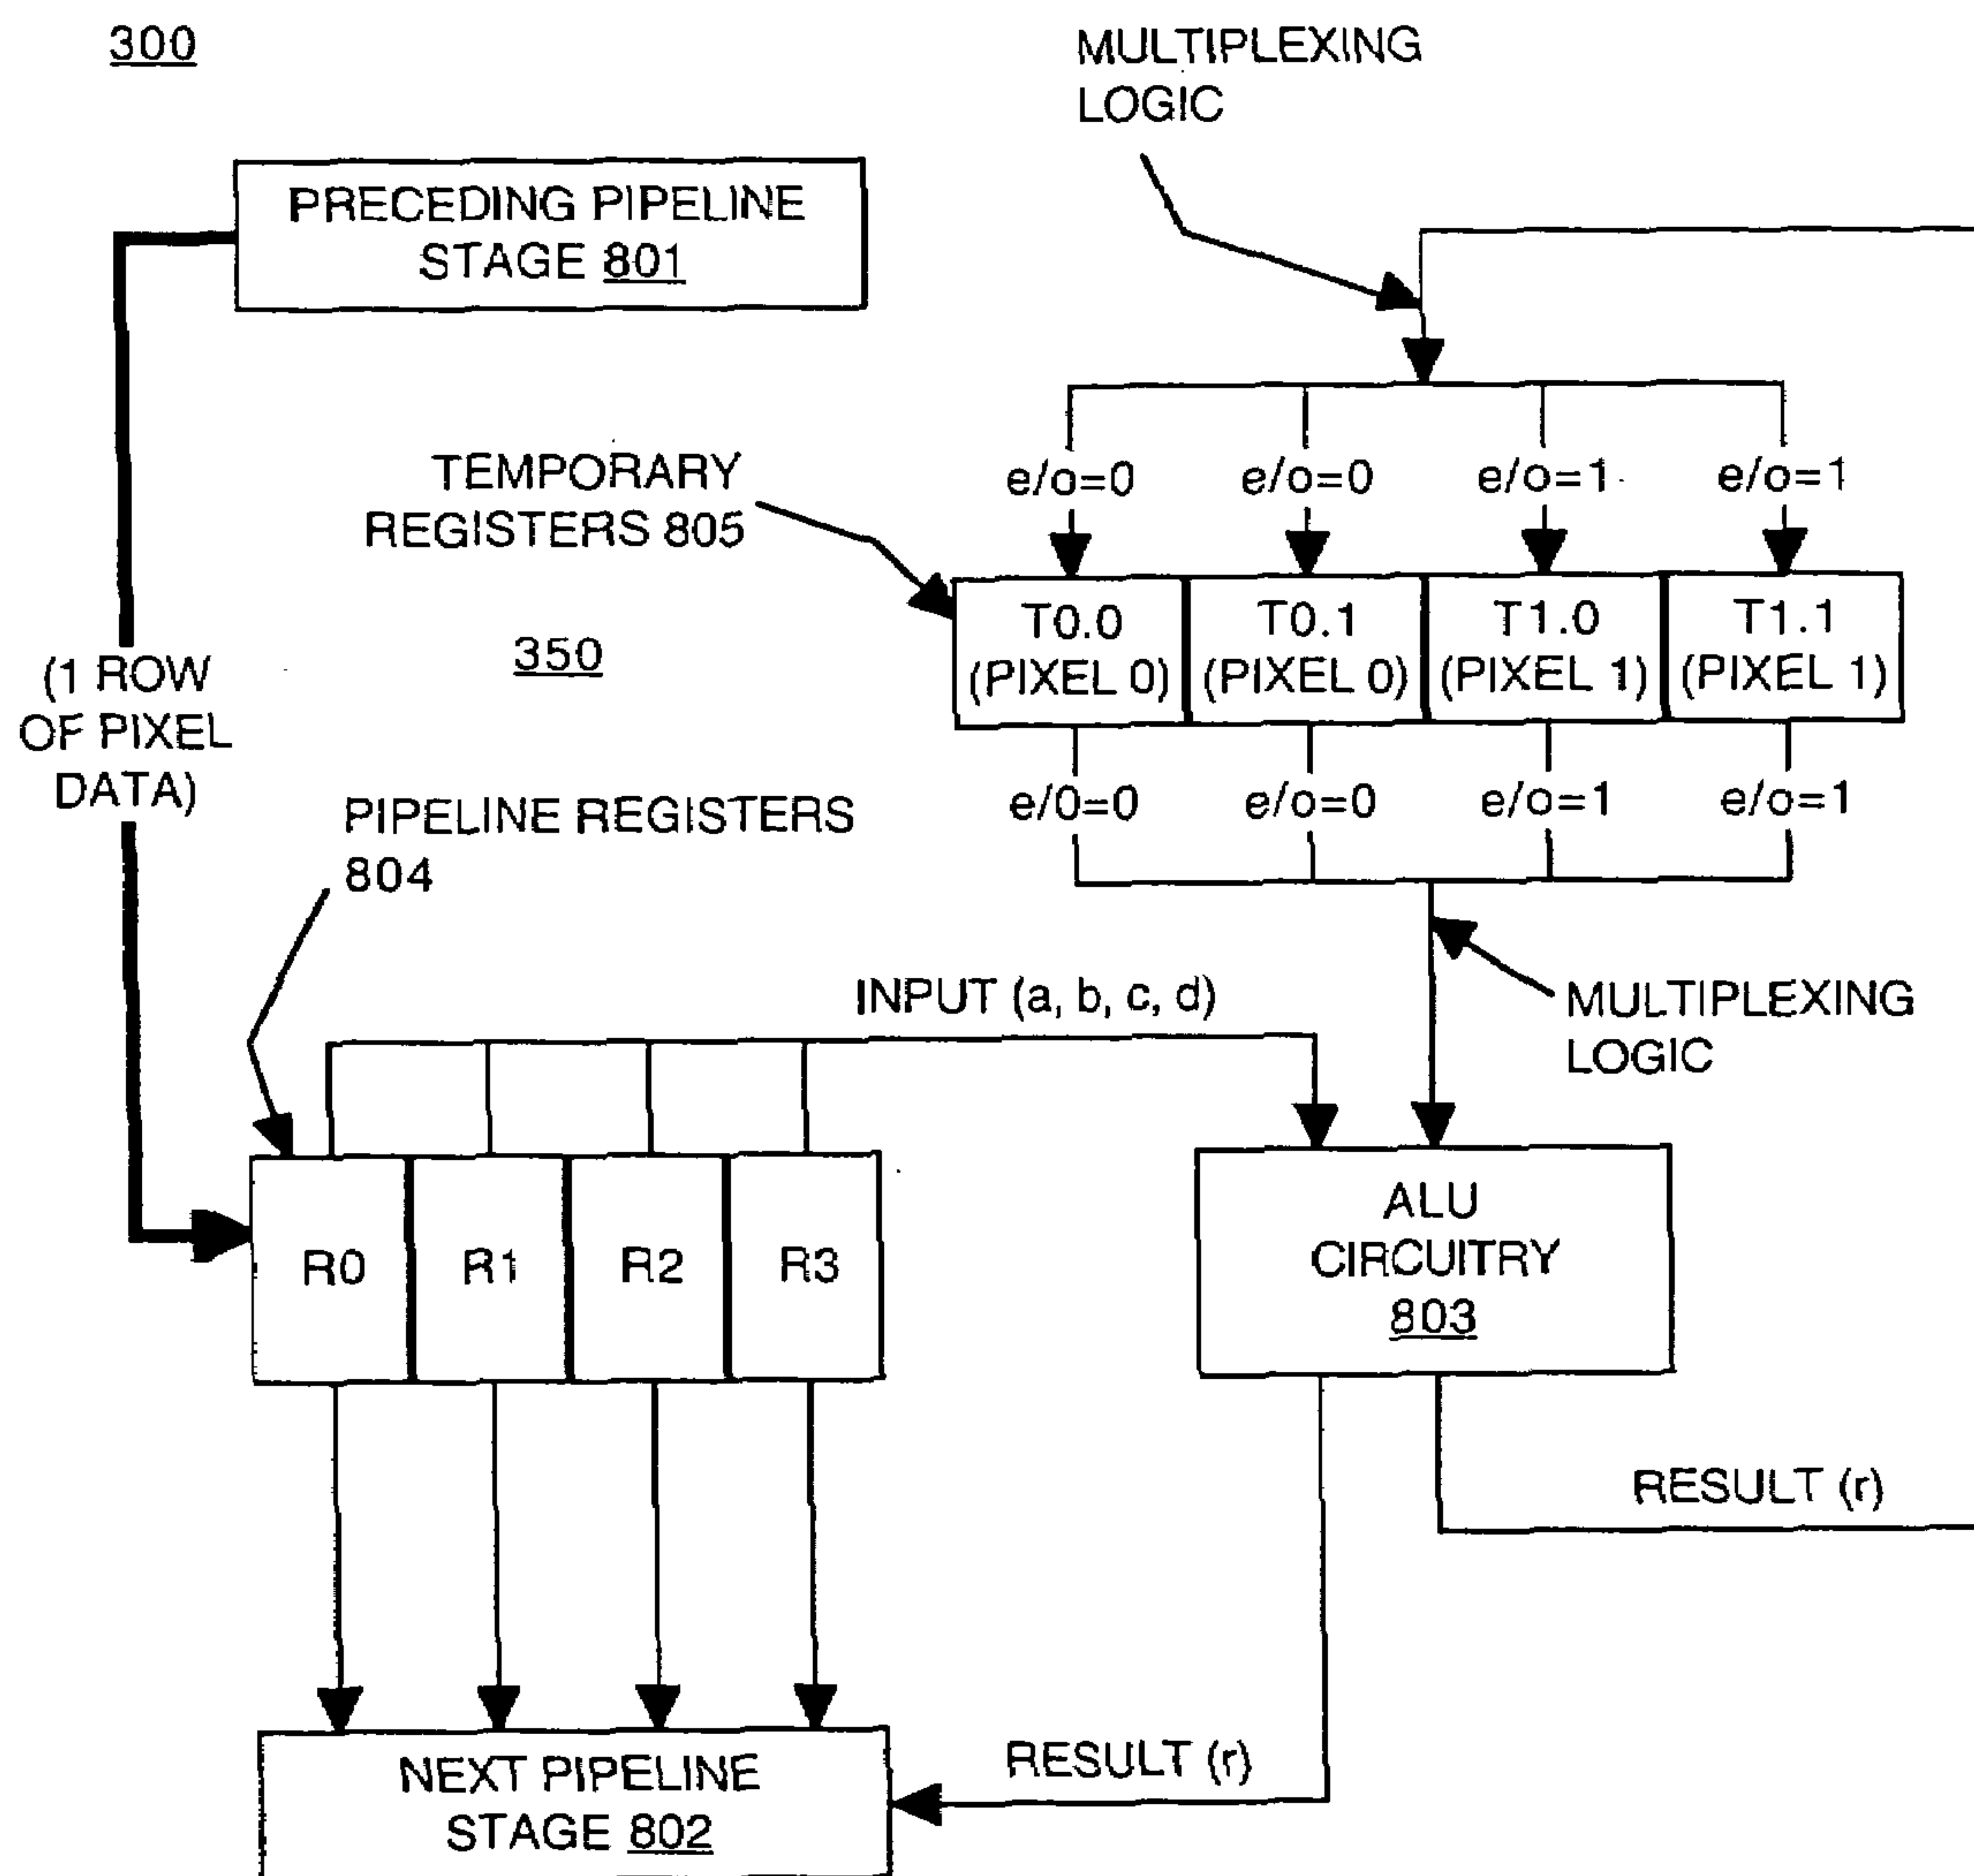 300
MULTIPLEXING
LOGIC
PRECEDING PIPELINE
STAGE 801
TEMPORARY
REGISTERS 805
e/o=0
e/o=0
e/o=1
e/o=1
T0.0
(PIXEL 0)
T0.1
(PIXEL 0)
T1.0
(PIXEL 1)
T1.1
(PIXEL 1)
350
(1 ROW
OF PIXEL
DATA)
e/0=0
e/o=0
e/o=1
e/o=1
PIPELINE REGISTERS
804
INPUT (a, b, c, d)
MULTIPLEXING
LOGIC
R0
R1
R2
R3
ALU
CIRCUITRY
803
RESULT (r)
RESULT (r)
NEXT PIPELINE
STAGE 802